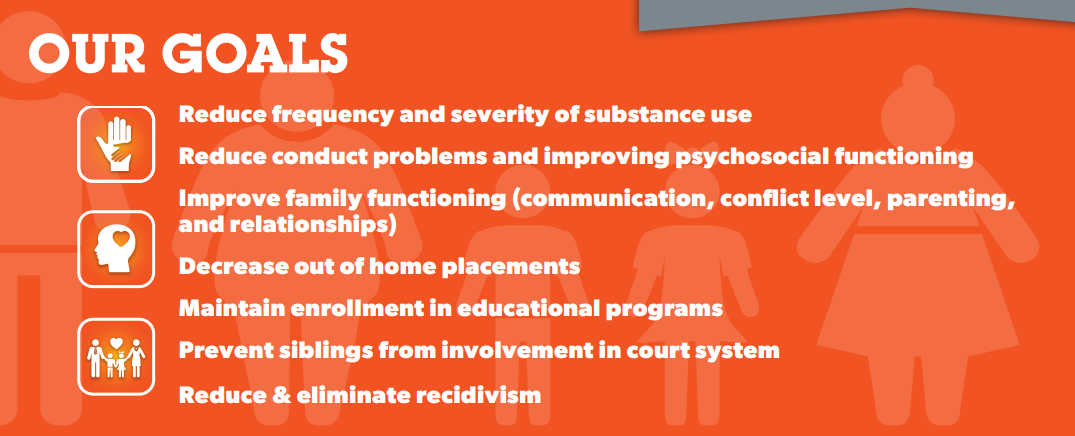 OUR GOALS
Reduce frequency and severity of substance use
Reduce conduct problems and improving psychosocial functioning
Improve family functioning (communication, conflict level, parenting,
and relationships)
Decrease out of home placements
Maintain enrollment in educational programs
Prevent siblings from involvement in court system
Reduce & eliminate recidivism